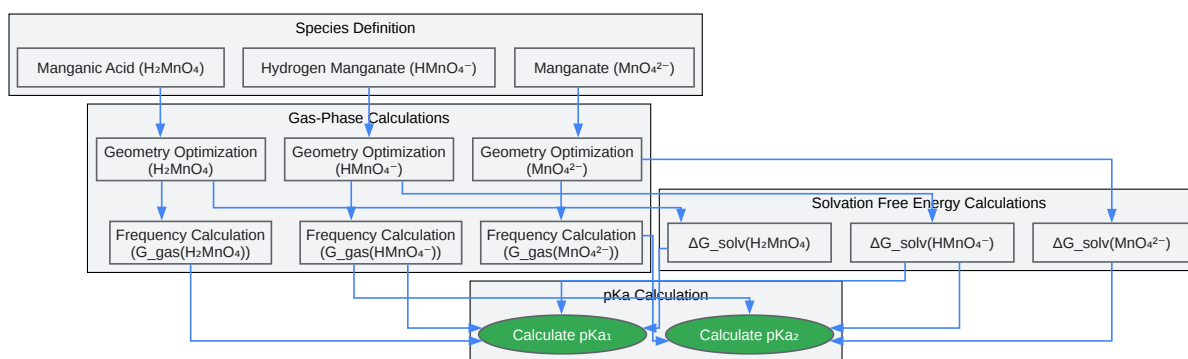 Species Definition
Manganic Acid (H₂MnO₄)
Hydrogen Manganate (HMnO₄⁻)
Manganate (MnO₄²⁻)
Gas-Phase Calculations
Geometry Optimization
(H₂MnO₄)
Geometry Optimization
(HMnO₄⁻)
Geometry Optimization
(MnO₄²⁻)
Solvation Free Energy Calculations
Frequency Calculation
(G_gas(H₂MnO₄))
Frequency Calculation
(G_gas(HMnO₄⁻))
Frequency Calculation
(G_gas(MnO₄²⁻))
ΔG_solv(H₂MnO₄)
ΔG_solv(HMnO₄⁻)
ΔG_solv(MnO₄²⁻)
pKa Calculation
Calculate pKa₁
Calculate pKa₂